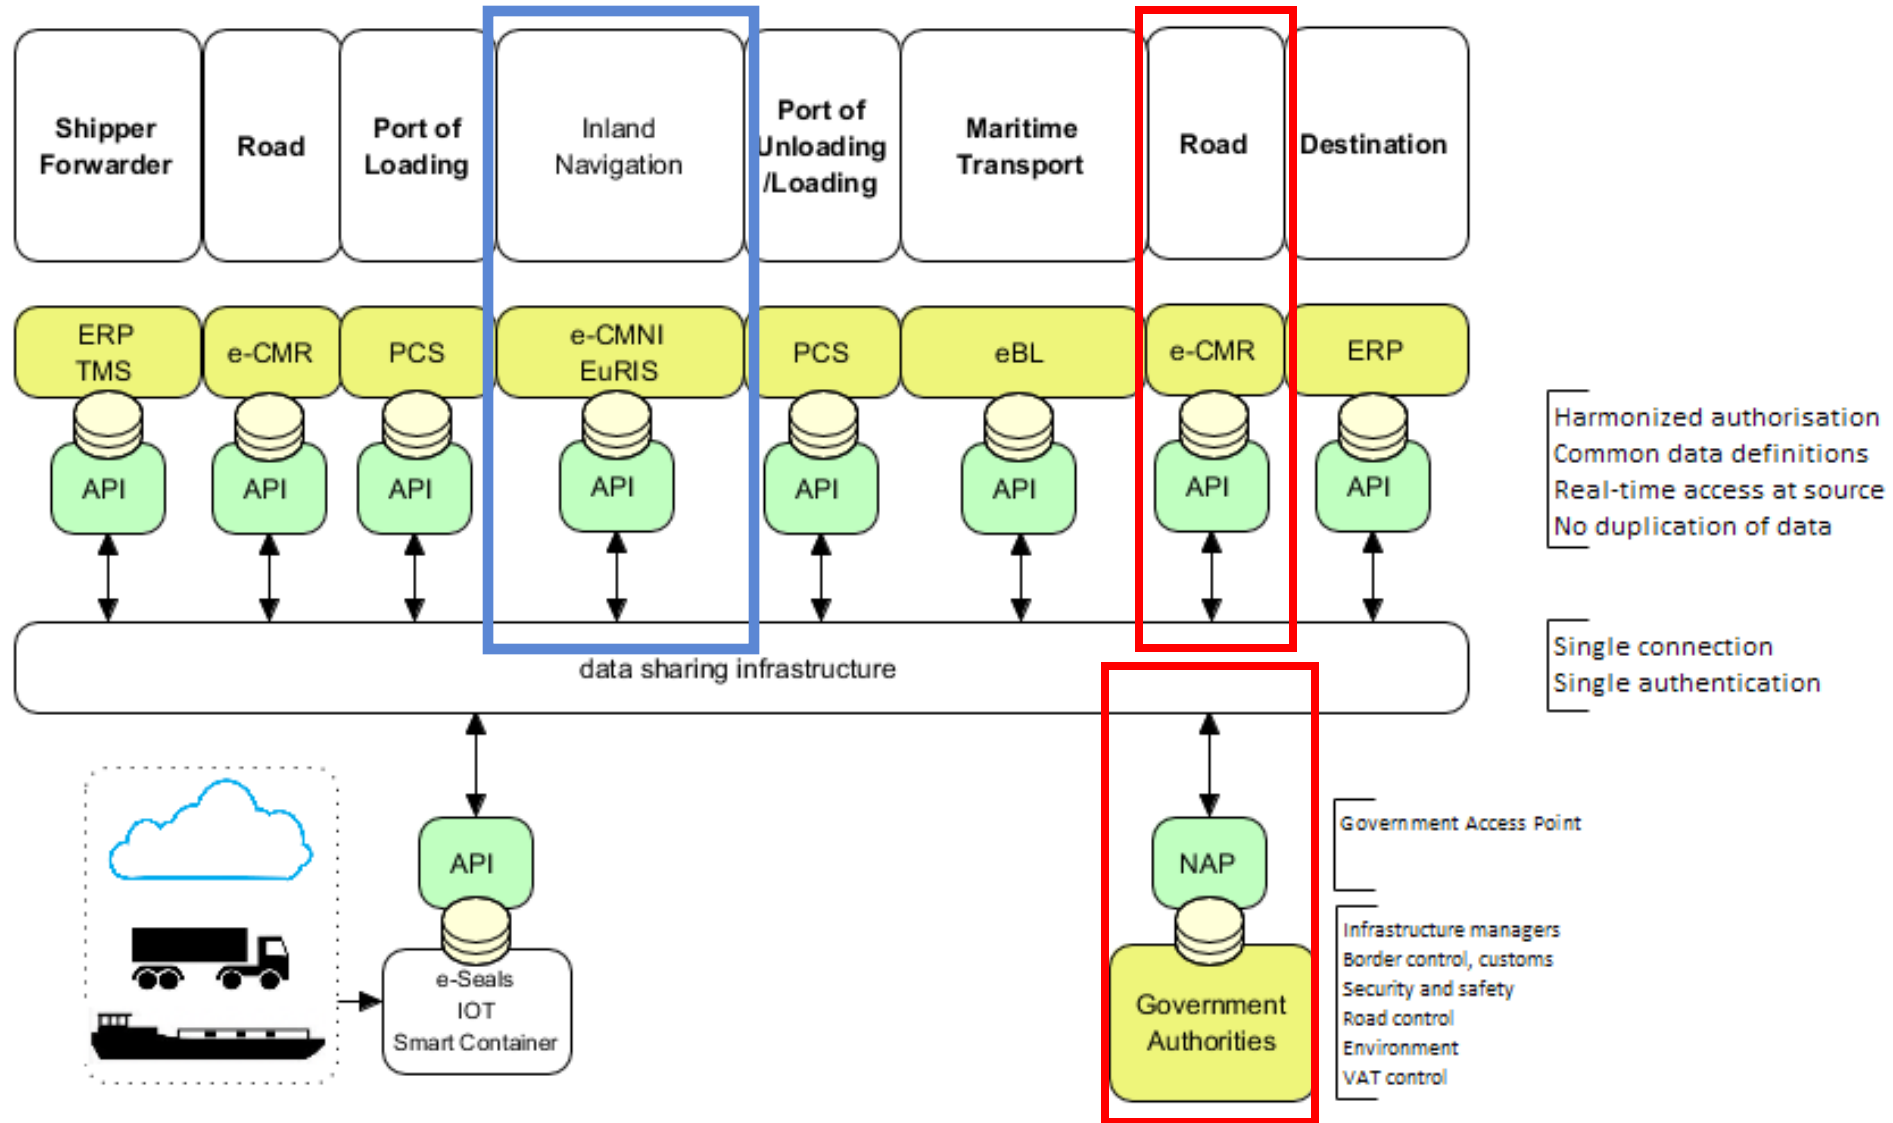 Shipper
Forwarder
Road
Port of
Loading
Inland
Navigation
Port of
Unloading
/Loading
Maritime
Transport
Road
Destination
ERP
TMS
e-CMR
PCS
e-CMNI
EuRIS
PCS
eBL
e-CMR
ERP
API
API
API
API
API
API
API
API
Harmonized authorisation
Common data definitions
Real-time access at source
No duplication of data
data sharing infrastructure
Single connection
Single authentication
API
e-Seals
IOT
Smart Container
NAP
Government
Authorities
Government Access Point
Infrastructure managers
Border control, customs
Security and safety
Road control
Environment
VAT control